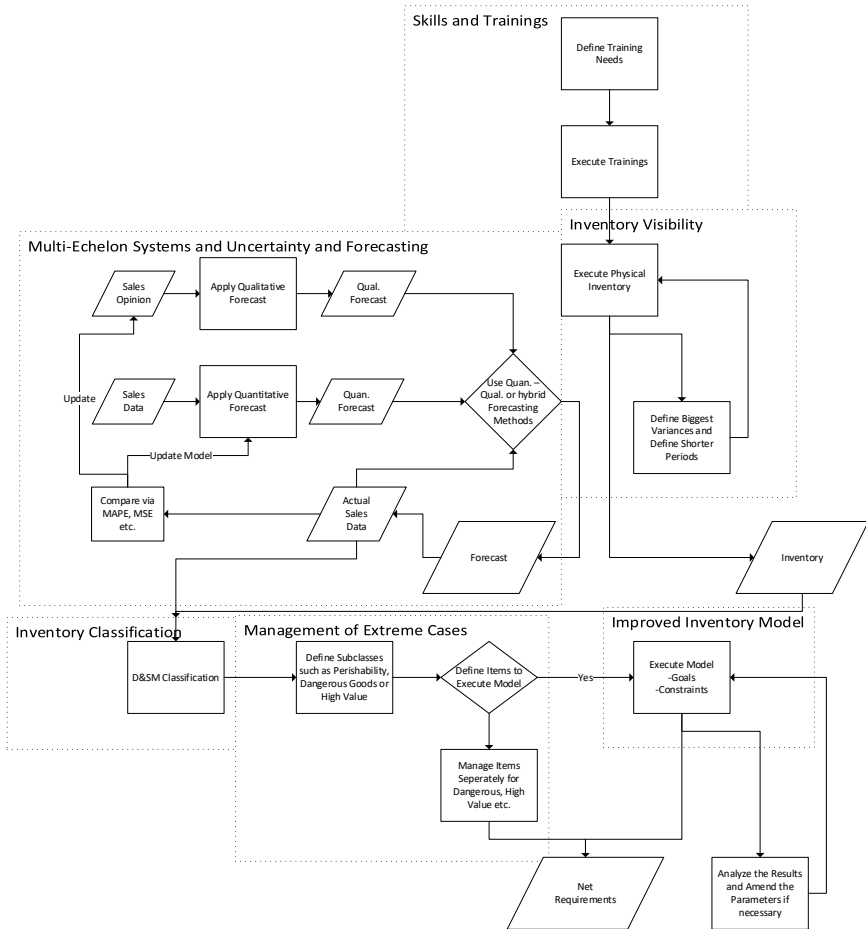 Skills and Trainings
Define Training
Needs
Execute Trainings
Inventory Visibility
Execute Physical
Inventory
Define Biggest
Variances and
Define Shorter
Periods
Inventory
Multi-Echelon Systems and Uncertainty and Forecasting
Sales
Opinion
Apply Qualitative
Forecast
Qual.
Forecast
Update
Sales
Data
Apply Quantitative
Forecast
Quan.
Forecast
Use Quan. –
Qual. or hybrid
Forecasting
Methods
Update Model
Compare via
MAPE, MSE
etc.
Actual
Sales
Data
Forecast
Inventory Classification
D&SM Classification
Management of Extreme Cases
Define Subclasses
such as Perishability,
Dangerous Goods or
High Value
Define Items to
Execute Model
Yes
Manage Items
Seperately for
Dangerous, High
Value etc.
Improved Inventory Model
Execute Model
-Goals
-Constraints
Net
Requirements
Analyze the Results
and Amend the
Parameters if
necessary